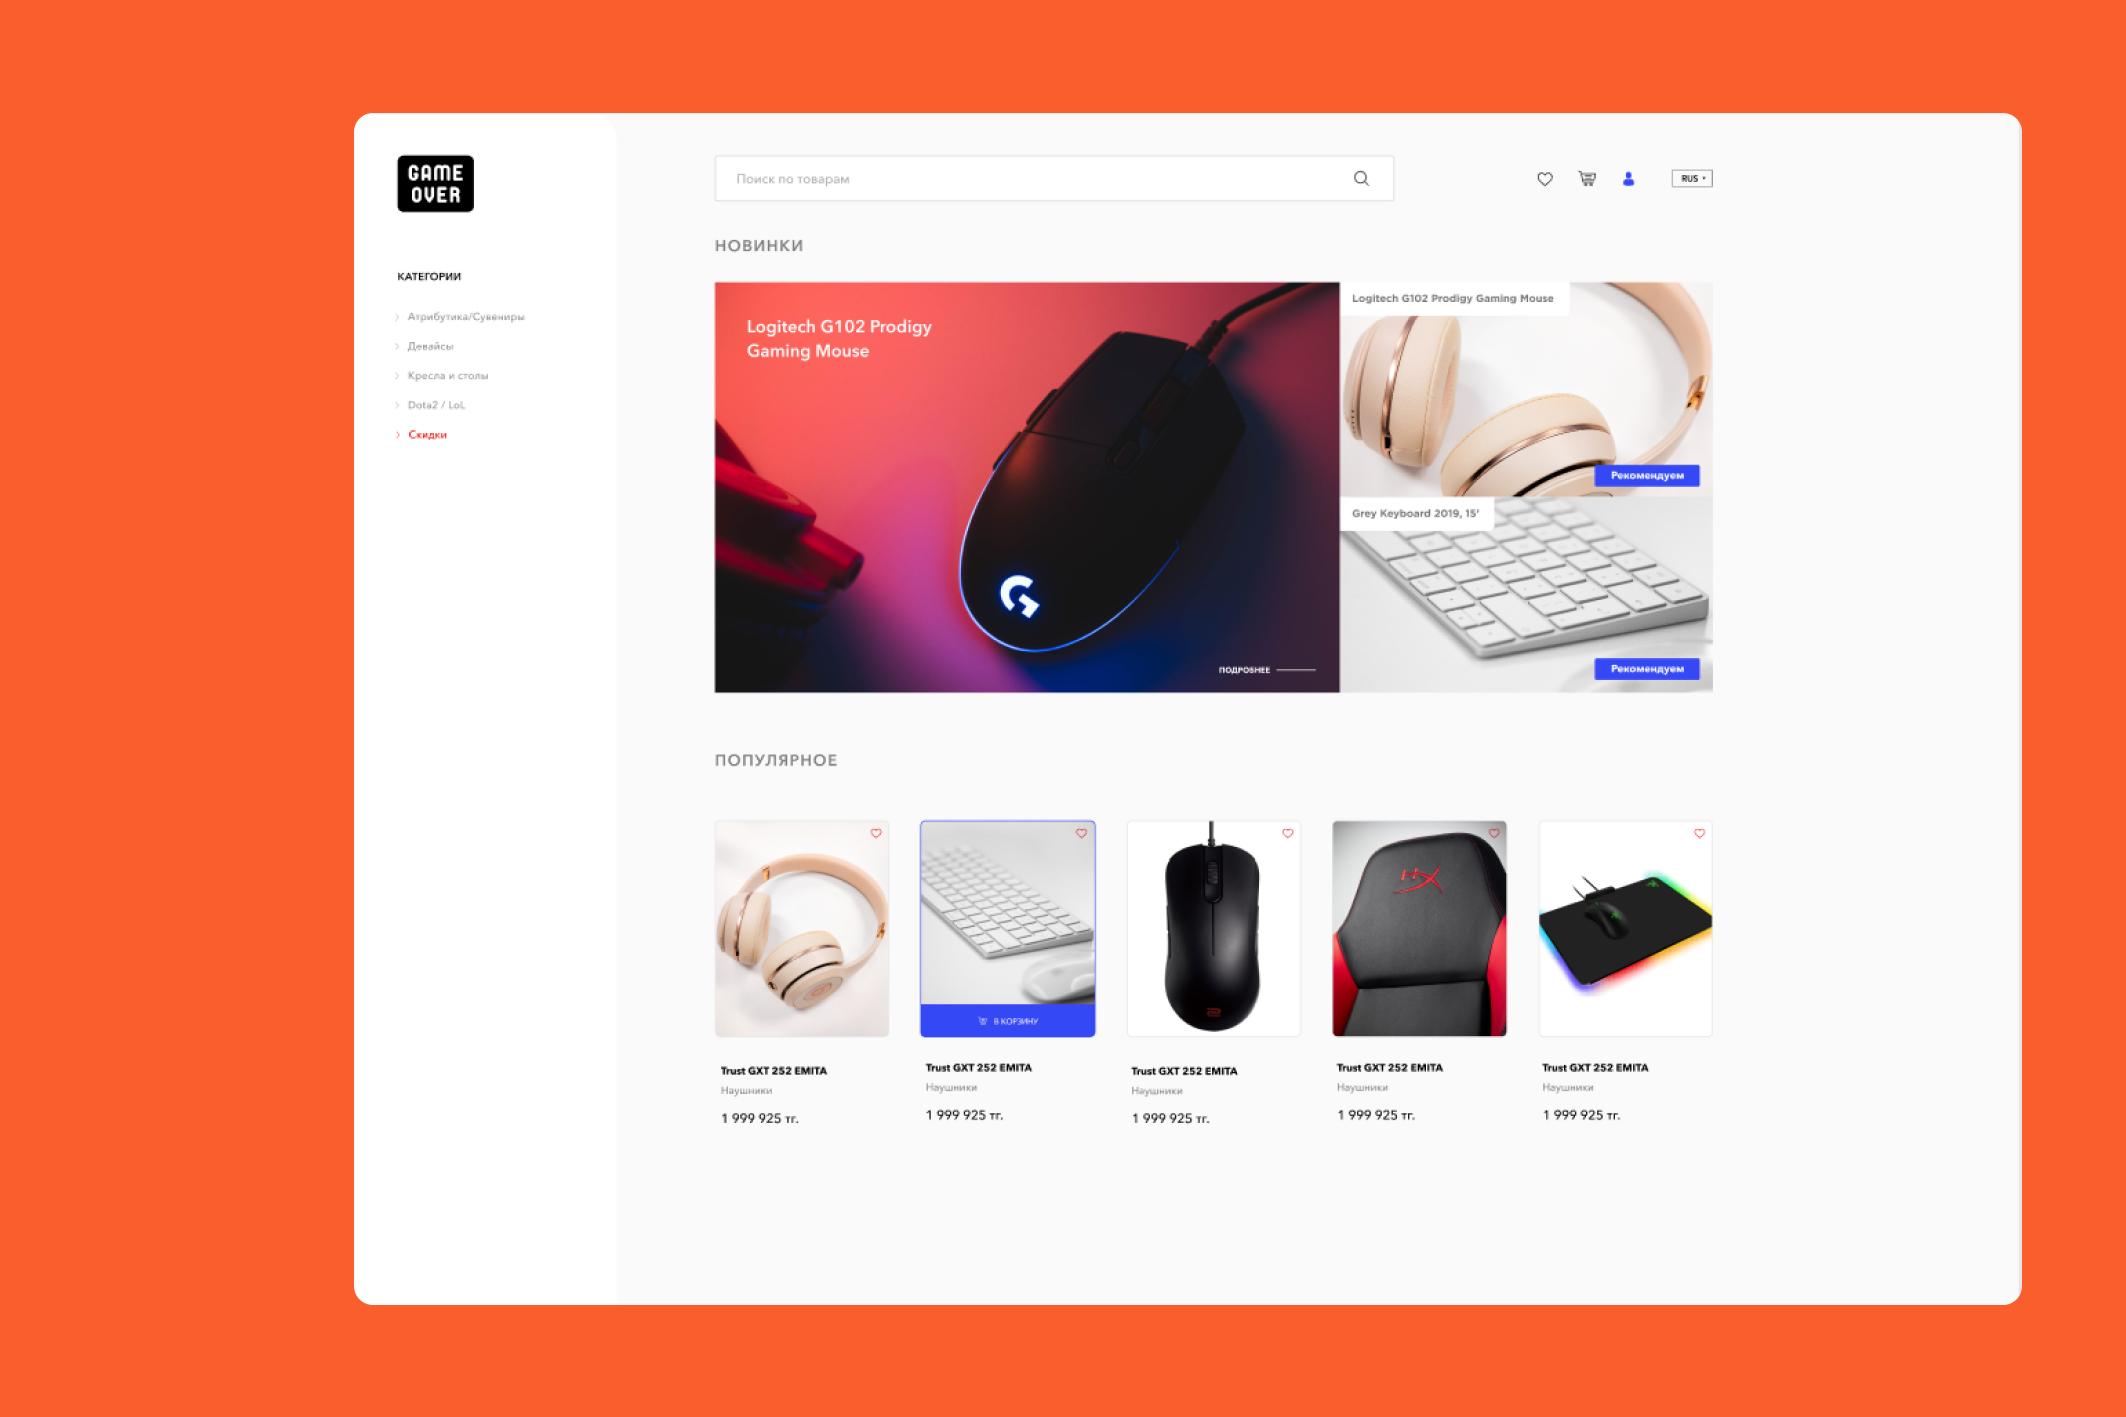 GAME
OVER
КАТЕГОРИИ
Атрибутика/Сувениры
Девайсы
Кресла и столы
Dota2 / LoL
Скидки
Поиск по товарам
RUS
НОВИНКИ
Logitech G102 Prodigy
Gaming Mouse
ПОДРОБНЕЕ
Logitech G102 Prodigy Gaming Mouse
Рекомендуем
Grey Keyboard 2019, 15'
Рекомендуем
ПОПУЛЯРНОЕ
Trust GXT 252 EMITA
Наушники
1 999 925 тг.
В КОРЗИНУ
Trust GXT 252 EMITA
Наушники
1 999 925 тг.
Trust GXT 252 EMITA
Наушники
1 999 925 тг.
HX
Trust GXT 252 EMITA
Наушники
1 999 925 тг.
Trust GXT 252 EMITA
Наушники
1 999 925 тг.